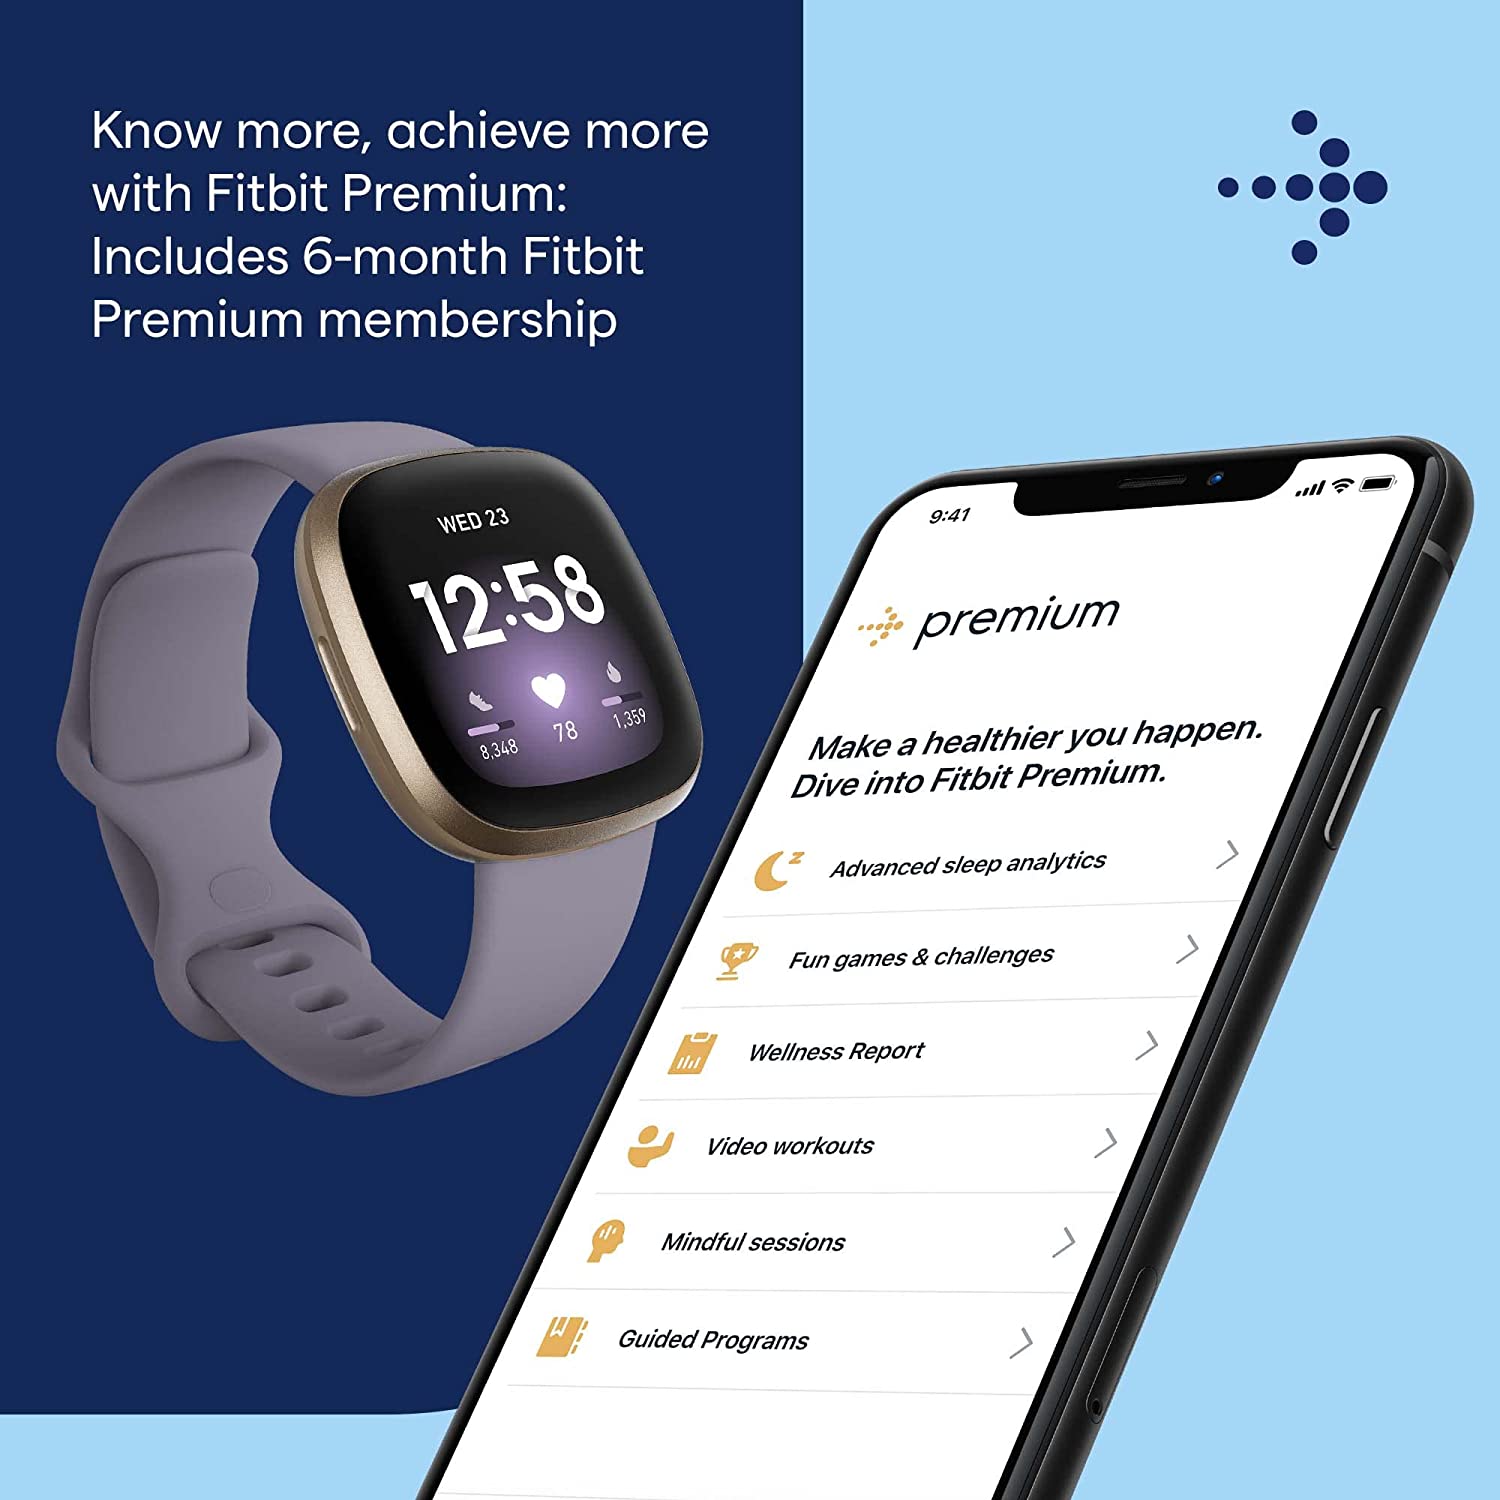 Know more, achieve more
with Fitbit Premium:
Includes 6-month Fitbit
Premium membership
WED 23
12:58
8,348
78
1,359
9:41
premium
Make a healthier you happen.
Dive into Fitbit Premium.
Advanced sleep analytics
Fun games & challenges
Wellness Report
Video workouts
Mindful sessions
Guided Programs